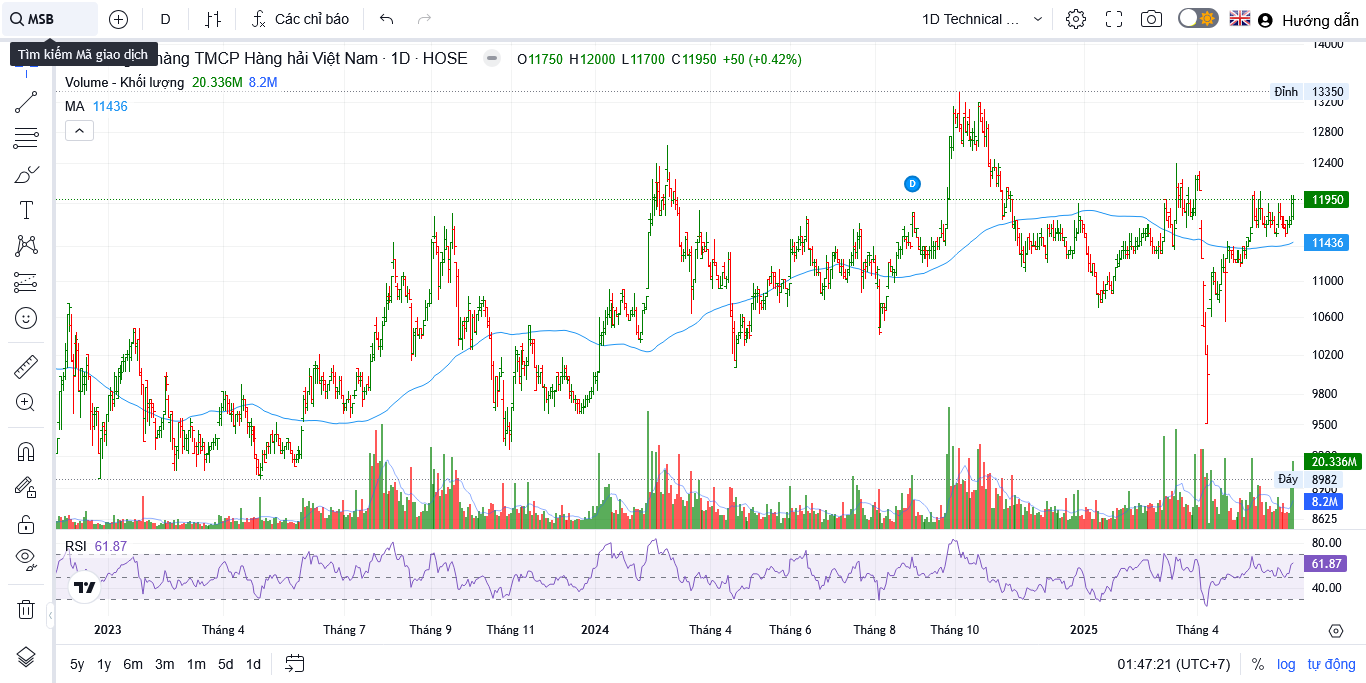 MSB
D
Các chỉ báo
1D Technical ...
Hướng dẫn
Tìm kiếm Mã giao dịch
hàng TMCP Hàng hải Việt Nam · 1D · HOSE
O11750 H12000 L11700 C11950 +50 (+0.42%)
Volume - Khối lượng 20.336M 8.2M
MA 11436
14000
Đỉnh 13350
13200
12800
12400
11950
11436
11000
10600
10200
9800
9500
20.336M
Đáy 8982
8.2M
8625
D
RSI 61.87
80.00
61.87
40.00
2023 Tháng 4 Tháng 7 Tháng 9 Tháng 11 2024 Tháng 4 Tháng 6 Tháng 8 Tháng 10 2025 Tháng 4
5y 1y 6m 3m 1m 5d 1d
01:47:21 (UTC+7) % log tự động